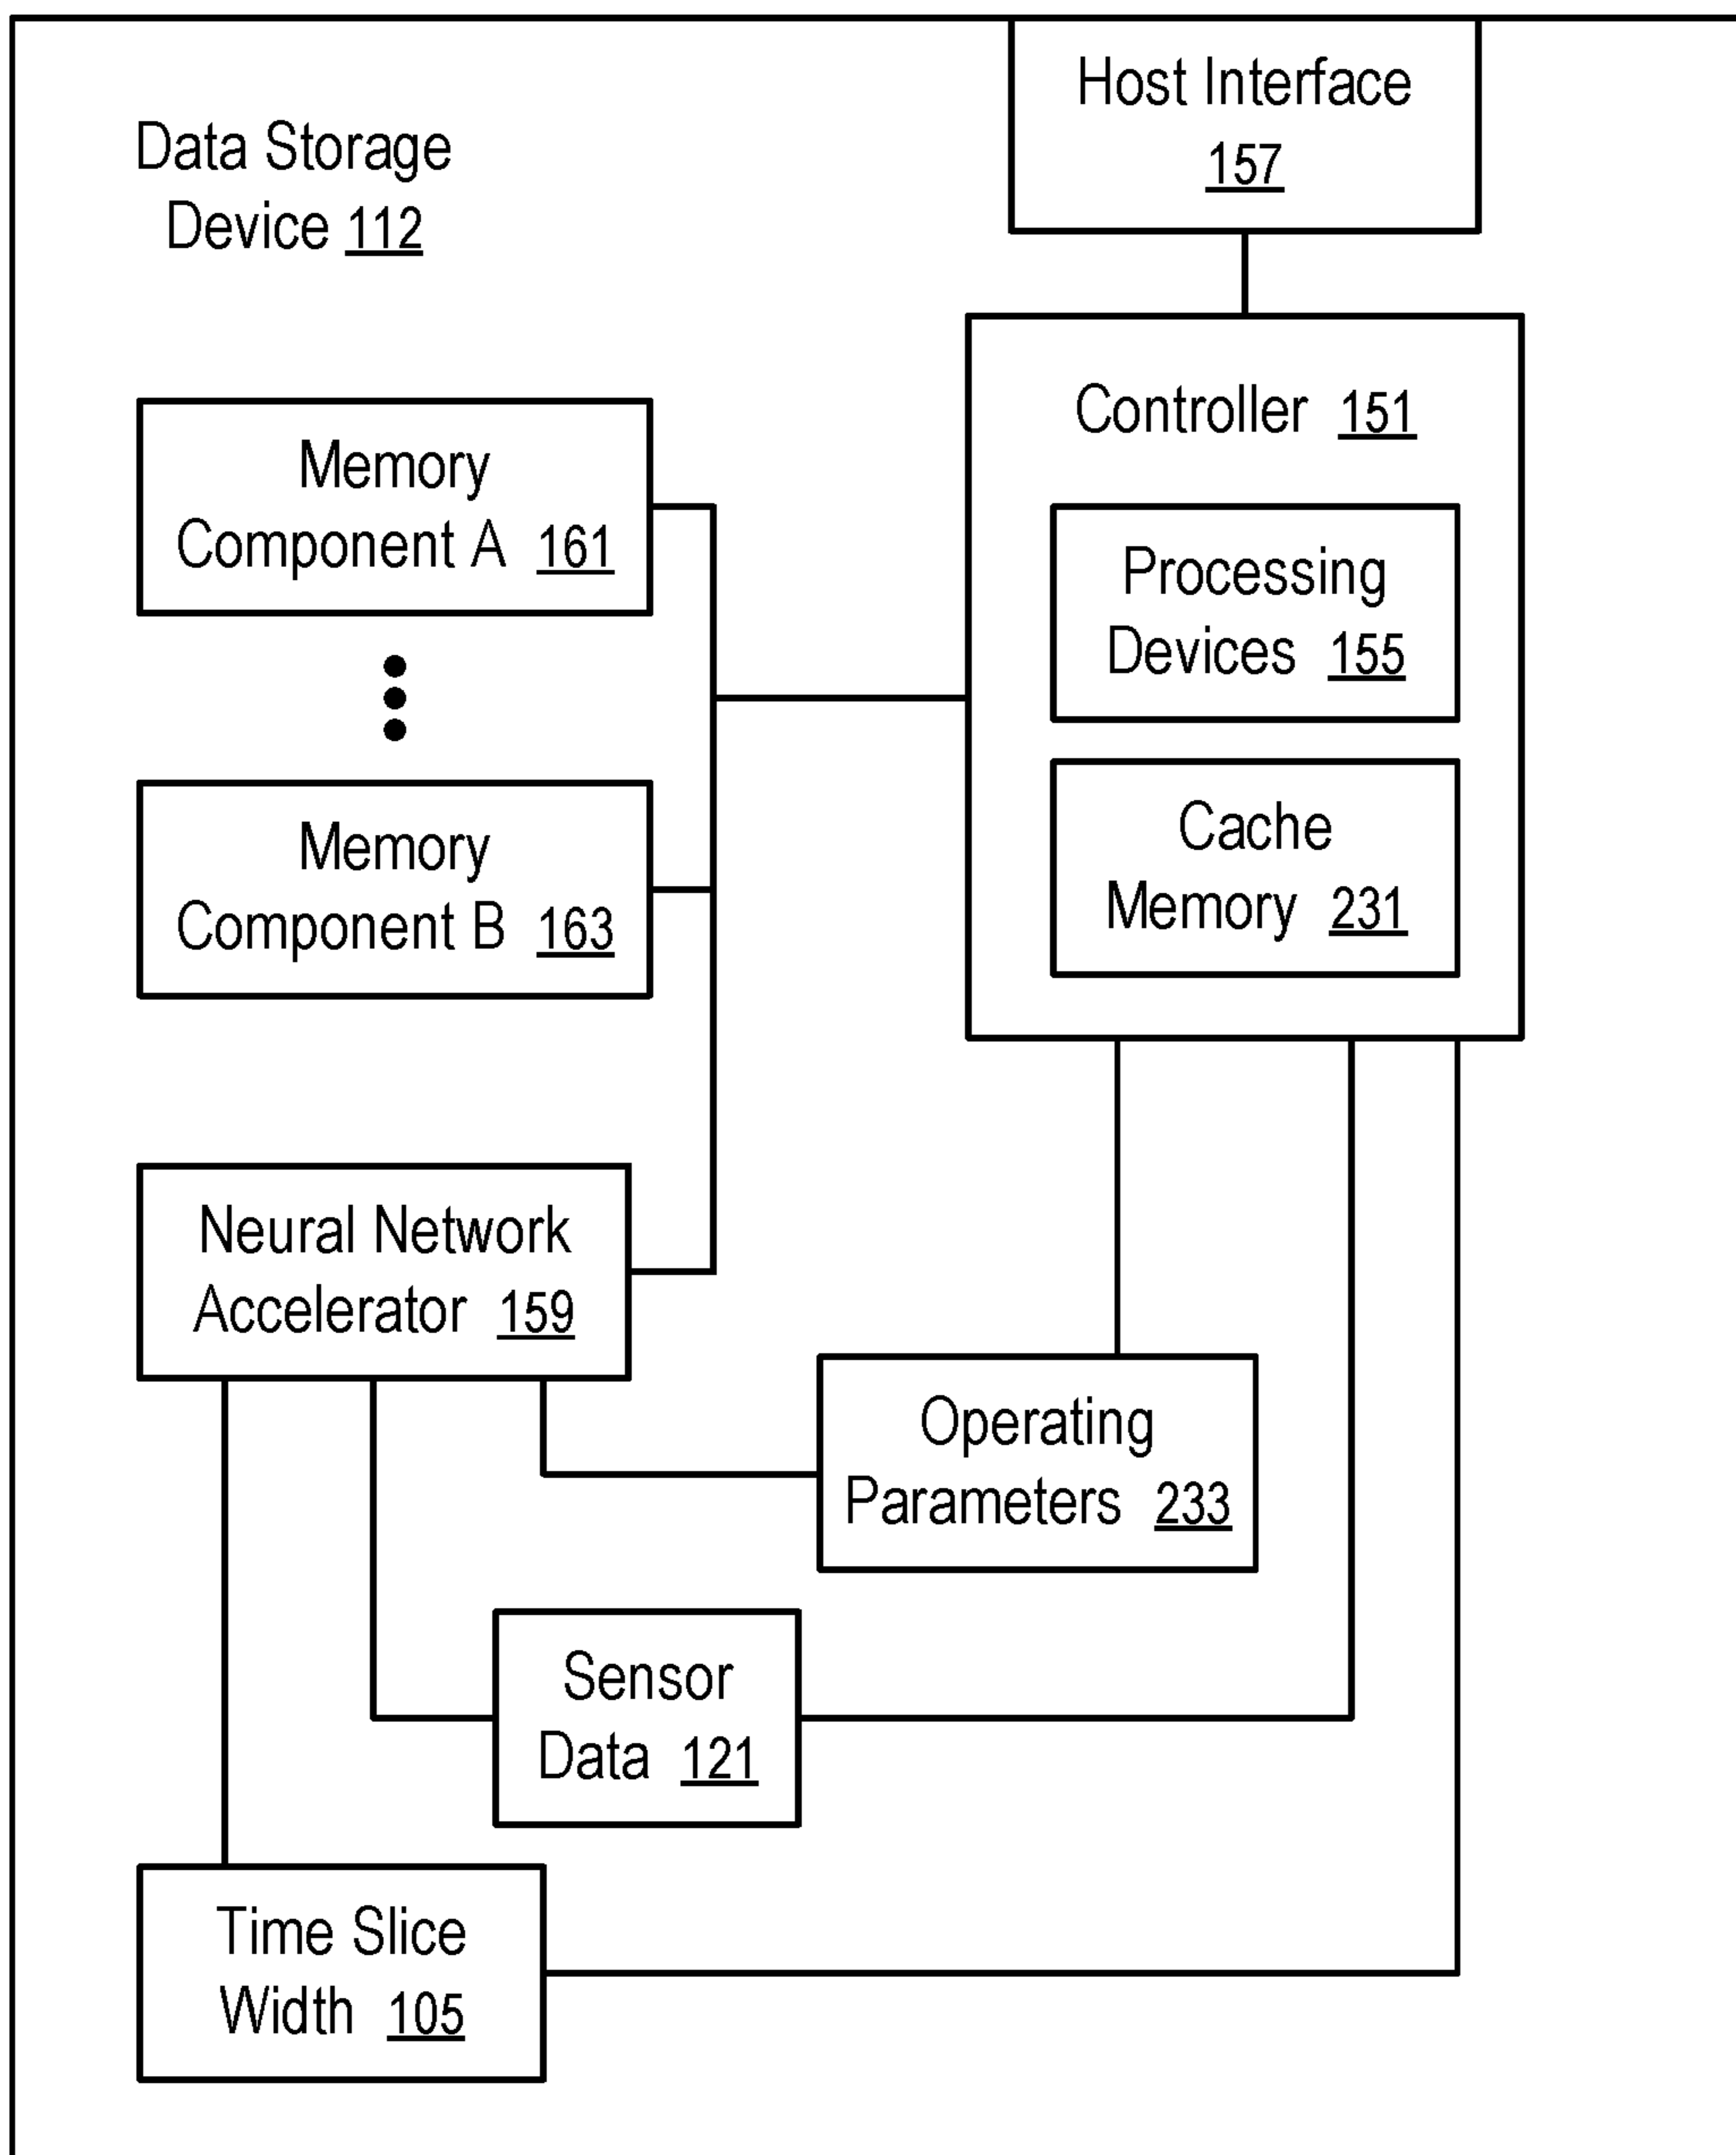 Data Storage
Device 112
Host Interface
157
Controller 151
Processing
Devices 155
Cache
Memory 231
Memory
Component A 161
Memory
Component B 163
Neural Network
Accelerator 159
Operating
Parameters 233
Sensor
Data 121
Time Slice
Width 105